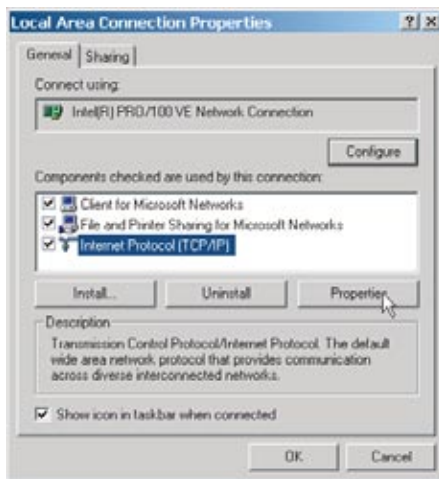 Local Area Connection Properties
General Sharing
Connect using:
Intel(R) PRO/100 VE Network Connection
Configure
Components checked are used by this connection:
Client for Microsoft Networks
File and Printer Sharing for Microsoft Networks
Internet Protocol (TCP/IP)
Install... Uninstall Properties
Description
Transmission Control Protocol/Internet Protocol. The default
wide area network protocol that provides communication
across diverse interconnected networks.
Show icon in taskbar when connected
OK Cancel